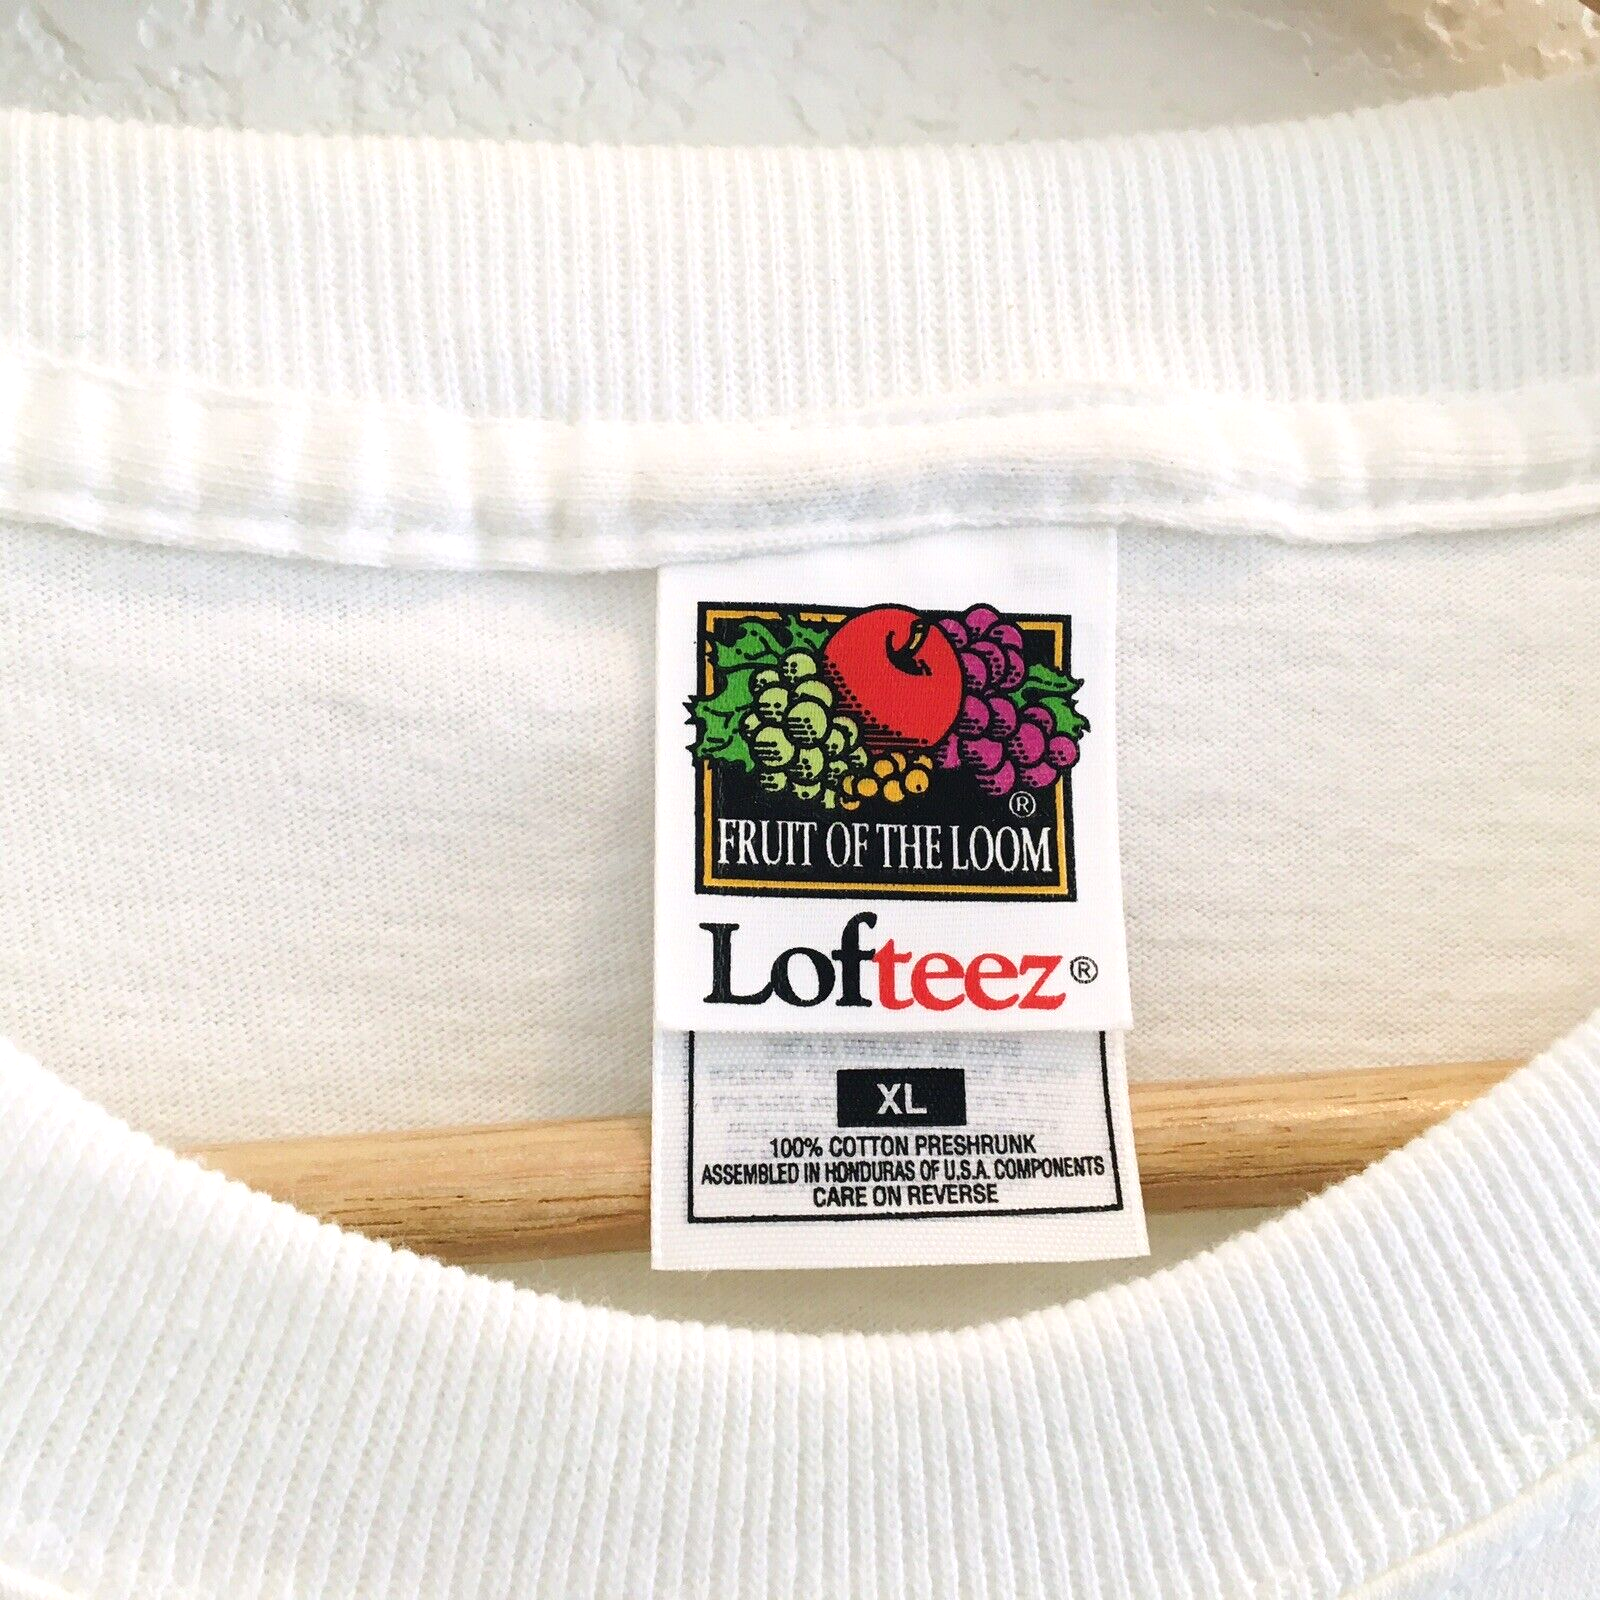 ®
FRUIT OF THE LOOM
Lofteez®
XL
100% COTTON PRESHRUNK
ASSEMBLED IN HONDURAS OF U.S.A. COMPONENTS
CARE ON REVERSE